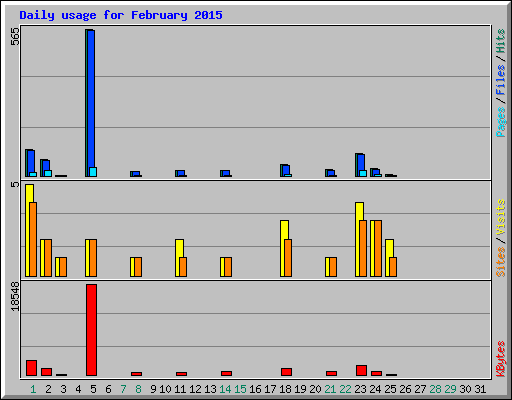 Daily usage for February 2015
565
Pages / Files / Hits
5
Sites / Visits
18548
KBytes
1 2 3 4 5 6 7 8 9 10 11 12 13 14 15 16 17 18 19 20 21 22 23 24 25 26 27 28 29 30 31